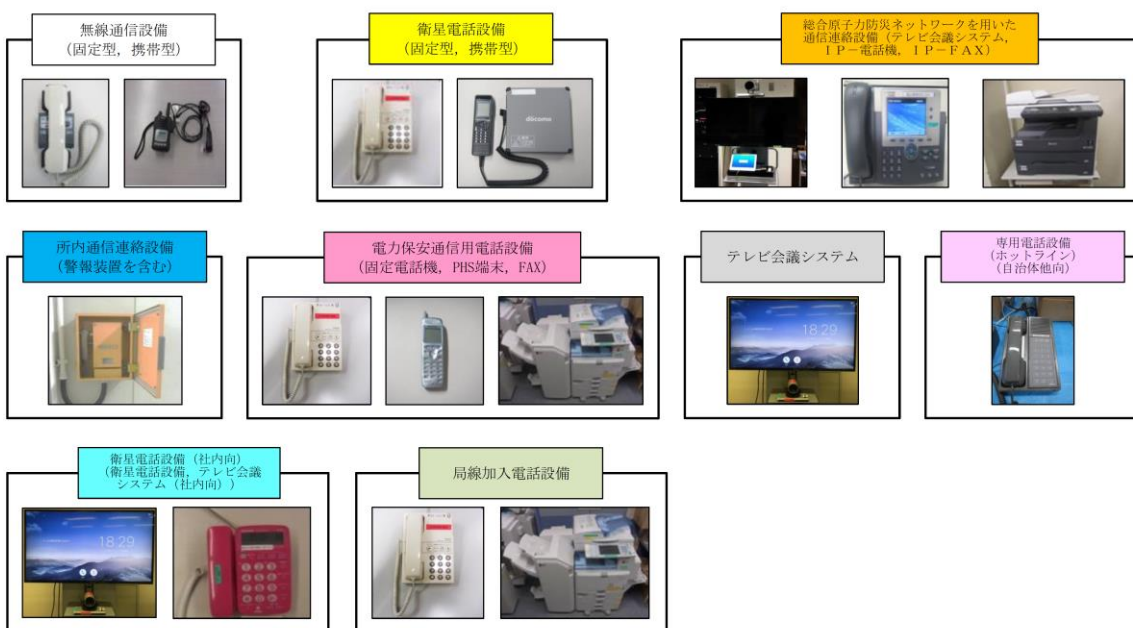 無線通信設備
(固定型，携帯型)
衛星電話設備
(固定型，携帯型)
総合原子力防災ネットワークを用いた
通信連絡設備(テレビ会議システム，
ＩＰ－電話機，ＩＰ－ＦＡＸ)
docomo
所内通信連絡設備
(警報装置を含む)
電力保安通信用電話設備
(固定電話機，PHS端末，FAX)
テレビ会議システム
18:29
専用電話設備
(ホットライン)
(自治体他向)
衛星電話設備(社内向)
(衛星電話設備，テレビ会議
システム(社内向))
18:29
局線加入電話設備